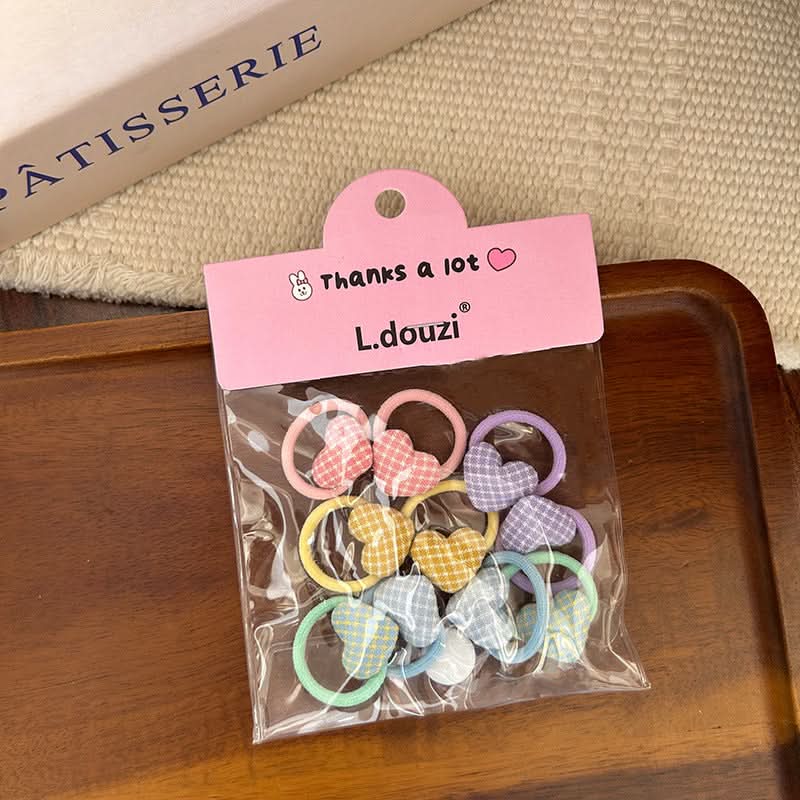 PÂTISSERIE
Thanks a lot
L.douzi®